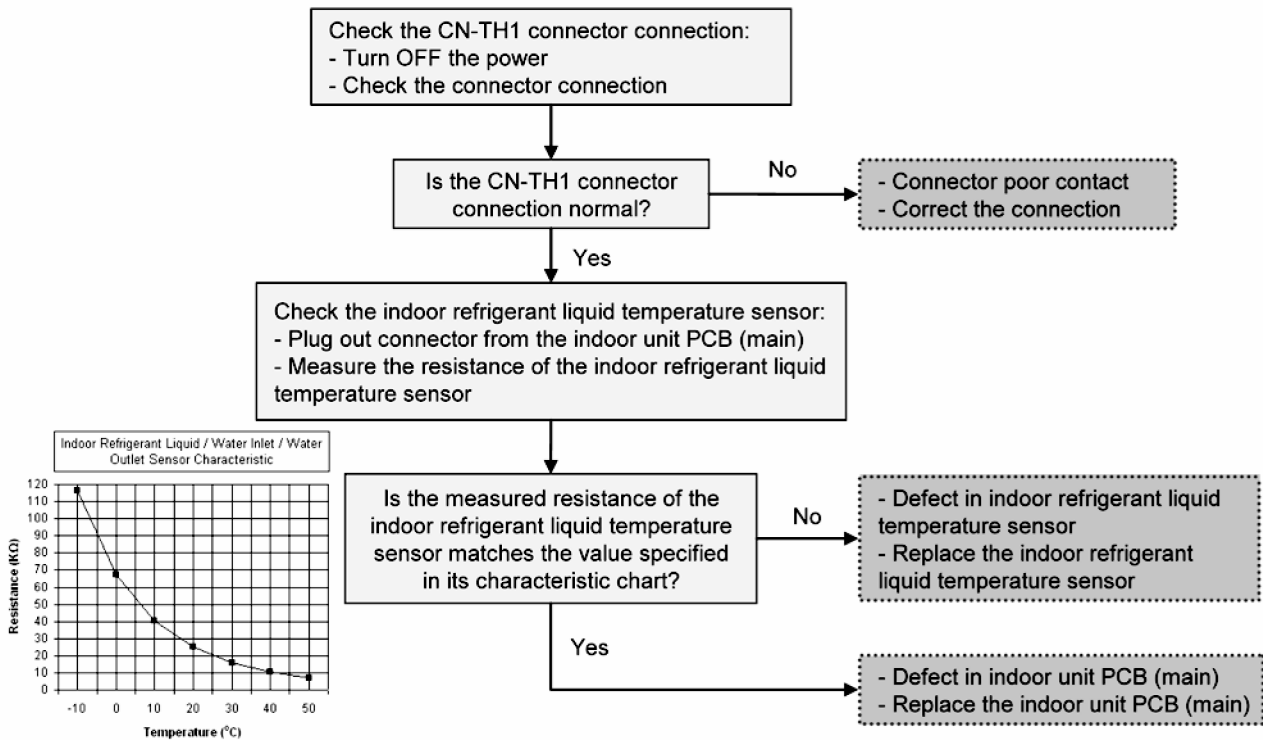 Check the CN-TH1 connector connection:
- Turn OFF the power
- Check the connector connection
Is the CN-TH1 connector
connection normal?
No
- Connector poor contact
- Correct the connection
Yes
Check the indoor refrigerant liquid temperature sensor:
- Plug out connector from the indoor unit PCB (main)
- Measure the resistance of the indoor refrigerant liquid
temperature sensor
Indoor Refrigerant Liquid / Water Inlet / Water
Outlet Sensor Characteristic
Resistance (KΩ)
120
110
100
90
80
70
60
50
40
30
20
10
0
-10 0 10 20 30 40 50
Temperature (°C)
Is the measured resistance of the
indoor refrigerant liquid temperature
sensor matches the value specified
in its characteristic chart?
No
- Defect in indoor refrigerant liquid
temperature sensor
- Replace the indoor refrigerant
liquid temperature sensor
Yes
- Defect in indoor unit PCB (main)
- Replace the indoor unit PCB (main)